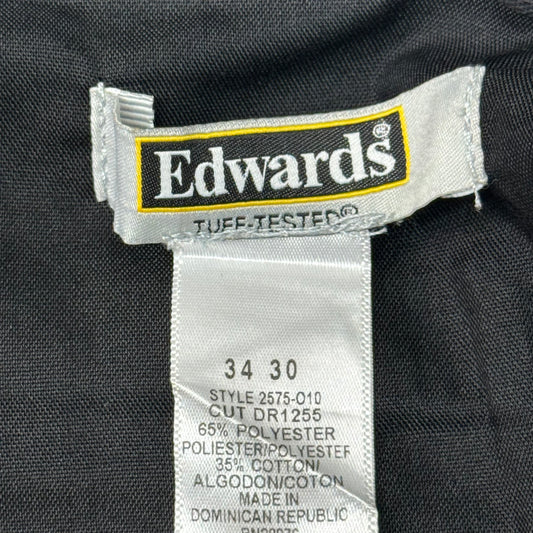 Edwards®
TUFF-TESTED®
34 30
STYLE 2575-010
CUT DR1255
65% POLYESTER
POLIESTER/POLYESTER
35% COTTON/
ALGODON/COTON
MADE IN
DOMINICAN REPUBLIC